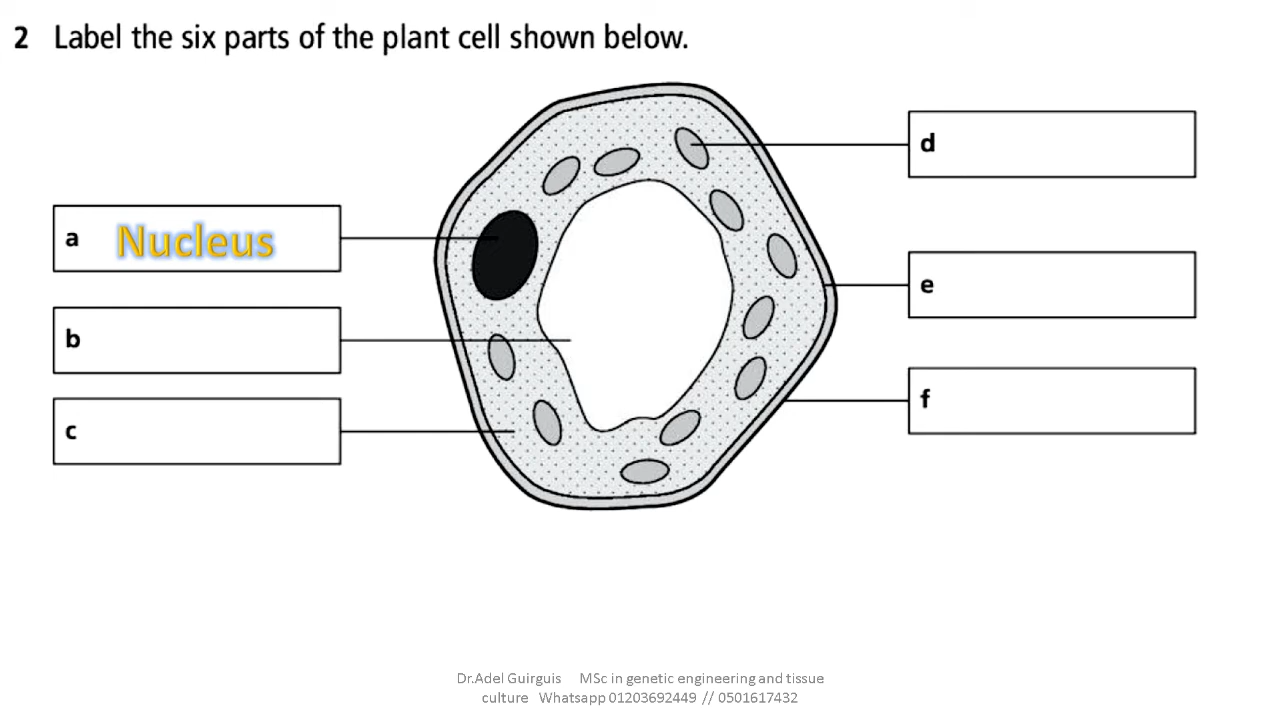 2 Label the six parts of the plant cell shown below.
d
a Nucleus
e
b
f
c
Dr.Adel Guirguis MSc in genetic engineering and tissue
culture Whatsapp 01203692449 // 0501617432